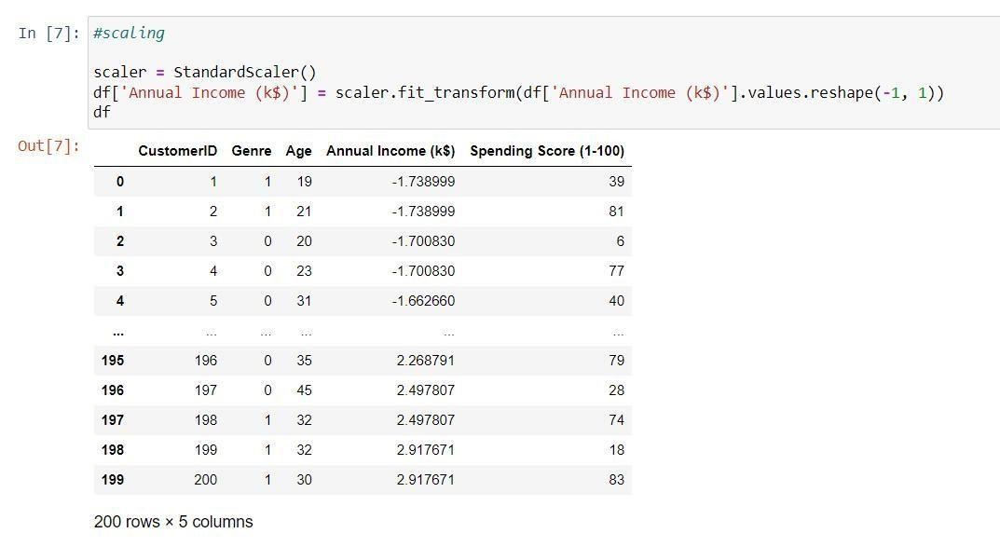 In [7]: #scaling
scaler = StandardScaler()
df['Annual Income (k$)'] = scaler.fit_transform(df['Annual Income (k$)'].values.reshape(-1, 1))
df
Out[7]:
CustomerID Genre Age Annual Income (k$) Spending Score (1-100)
0 1 1 19 -1.738999 39
1 2 1 21 -1.738999 81
2 3 0 20 -1.700830 6
3 4 0 23 -1.700830 77
4 5 0 31 -1.662660 40
... ... ... ... ... ...
195 196 0 35 2.268791 79
196 197 0 45 2.497807 28
197 198 1 32 2.497807 74
198 199 1 32 2.917671 18
199 200 1 30 2.917671 83
200 rows × 5 columns